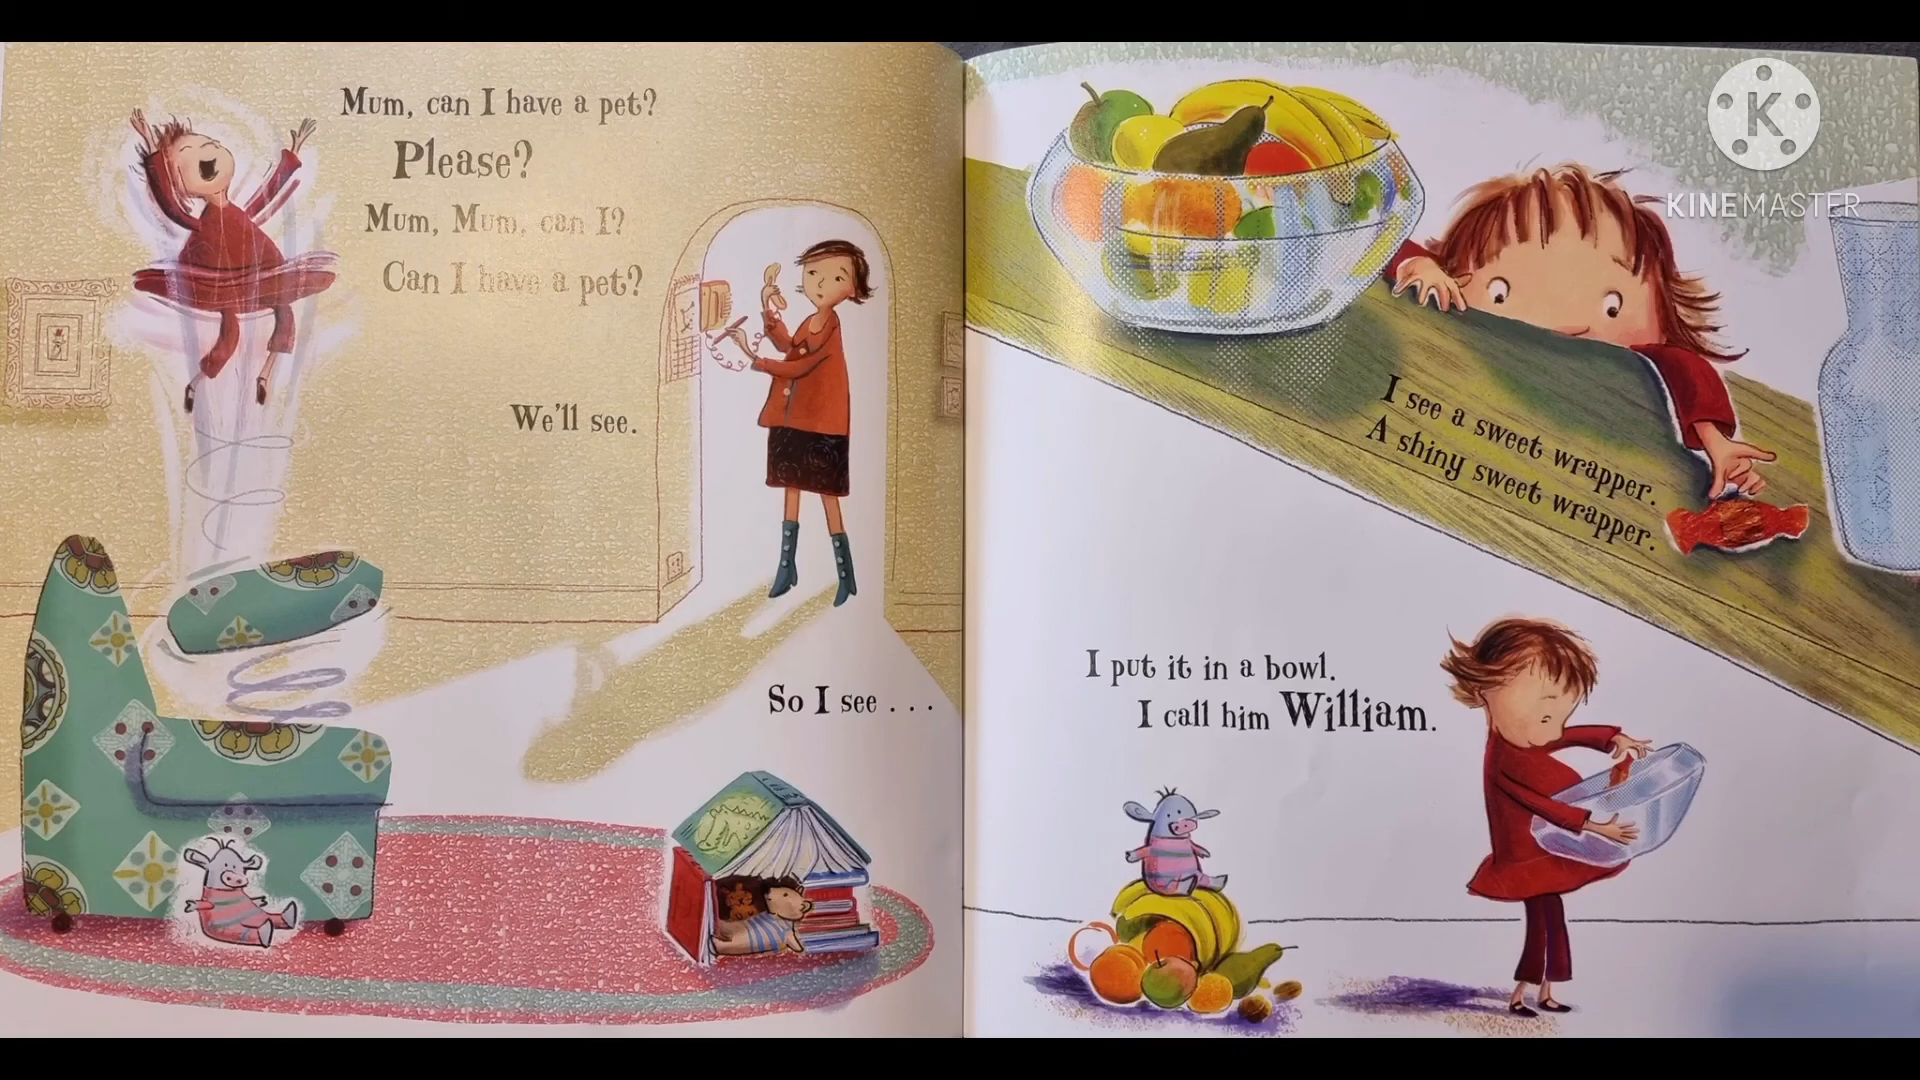 Mum, can I have a pet?
Please?
Mum, Mum, can I?
Can I have a pet?
We'll see.
So I see . . .
I see a sweet wrapper.
A shiny sweet wrapper.
I put it in a bowl.
I call him William.
K
KINEMASTER